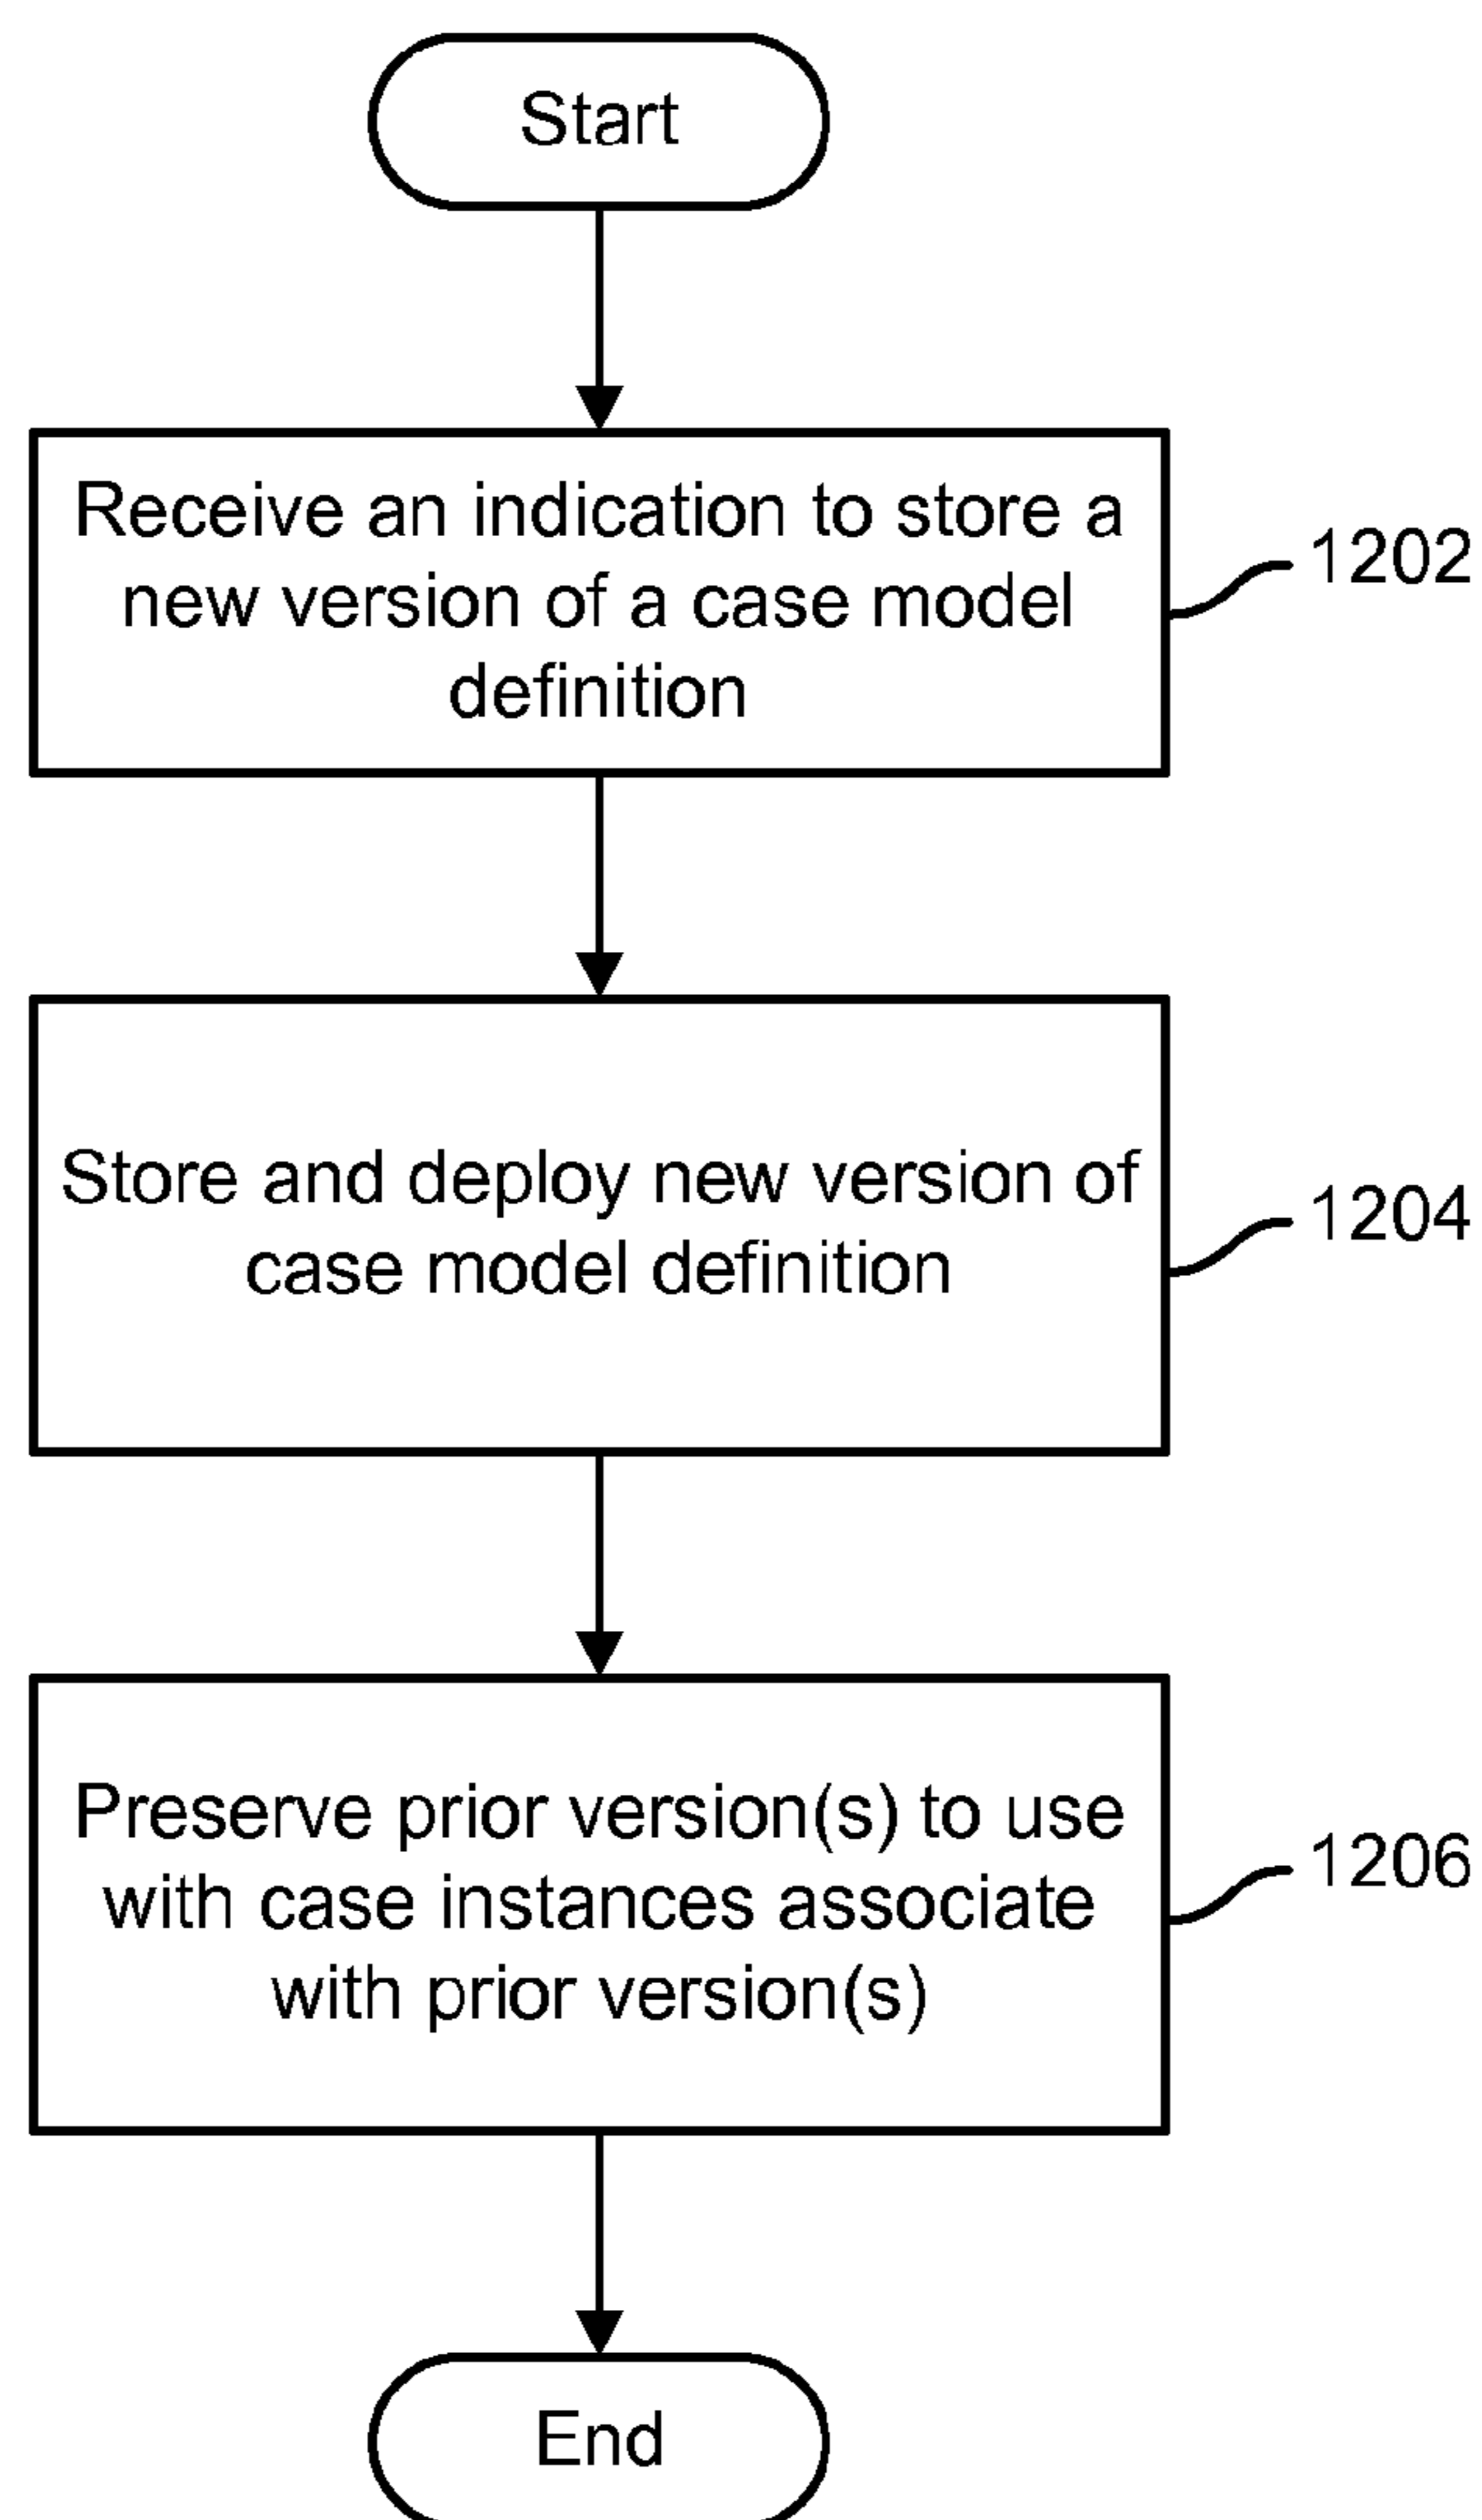 Start
Receive an indication to store a
new version of a case model
definition
1202
Store and deploy new version of
case model definition
1204
Preserve prior version(s) to use
with case instances associate
with prior version(s)
1206
End